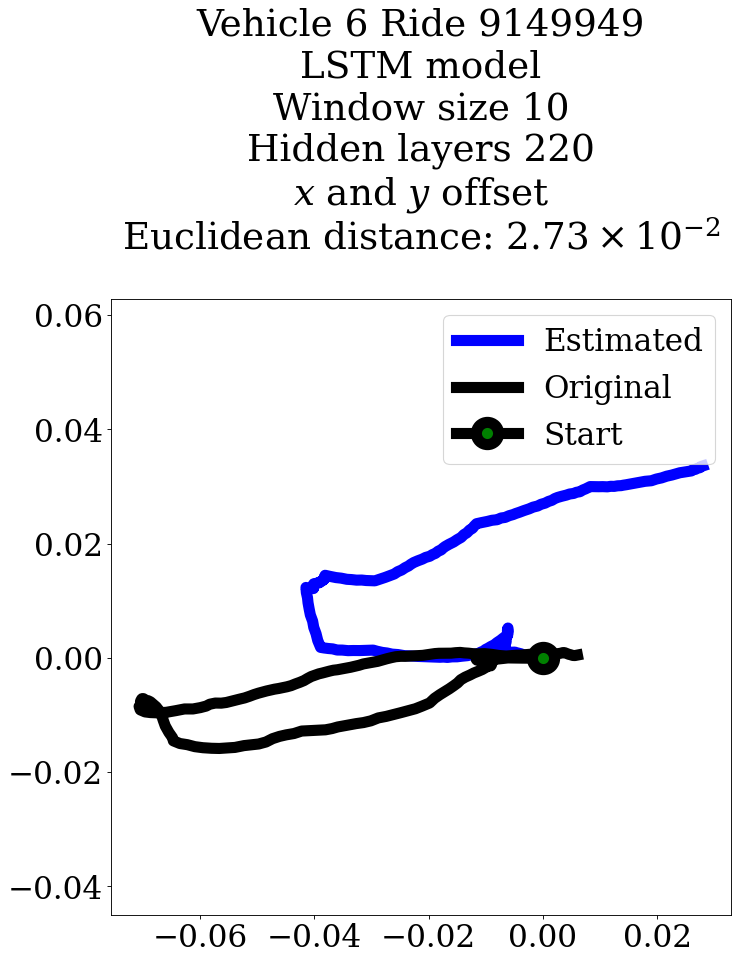 Vehicle 6 Ride 9149949
LSTM model
Window size 10
Hidden layers 220
x and y offset
Euclidean distance: 2.73 × 10⁻²
Estimated
Original
Start
0.06
0.04
0.02
0.00
−0.02
−0.04
−0.06 −0.04 −0.02 0.00 0.02